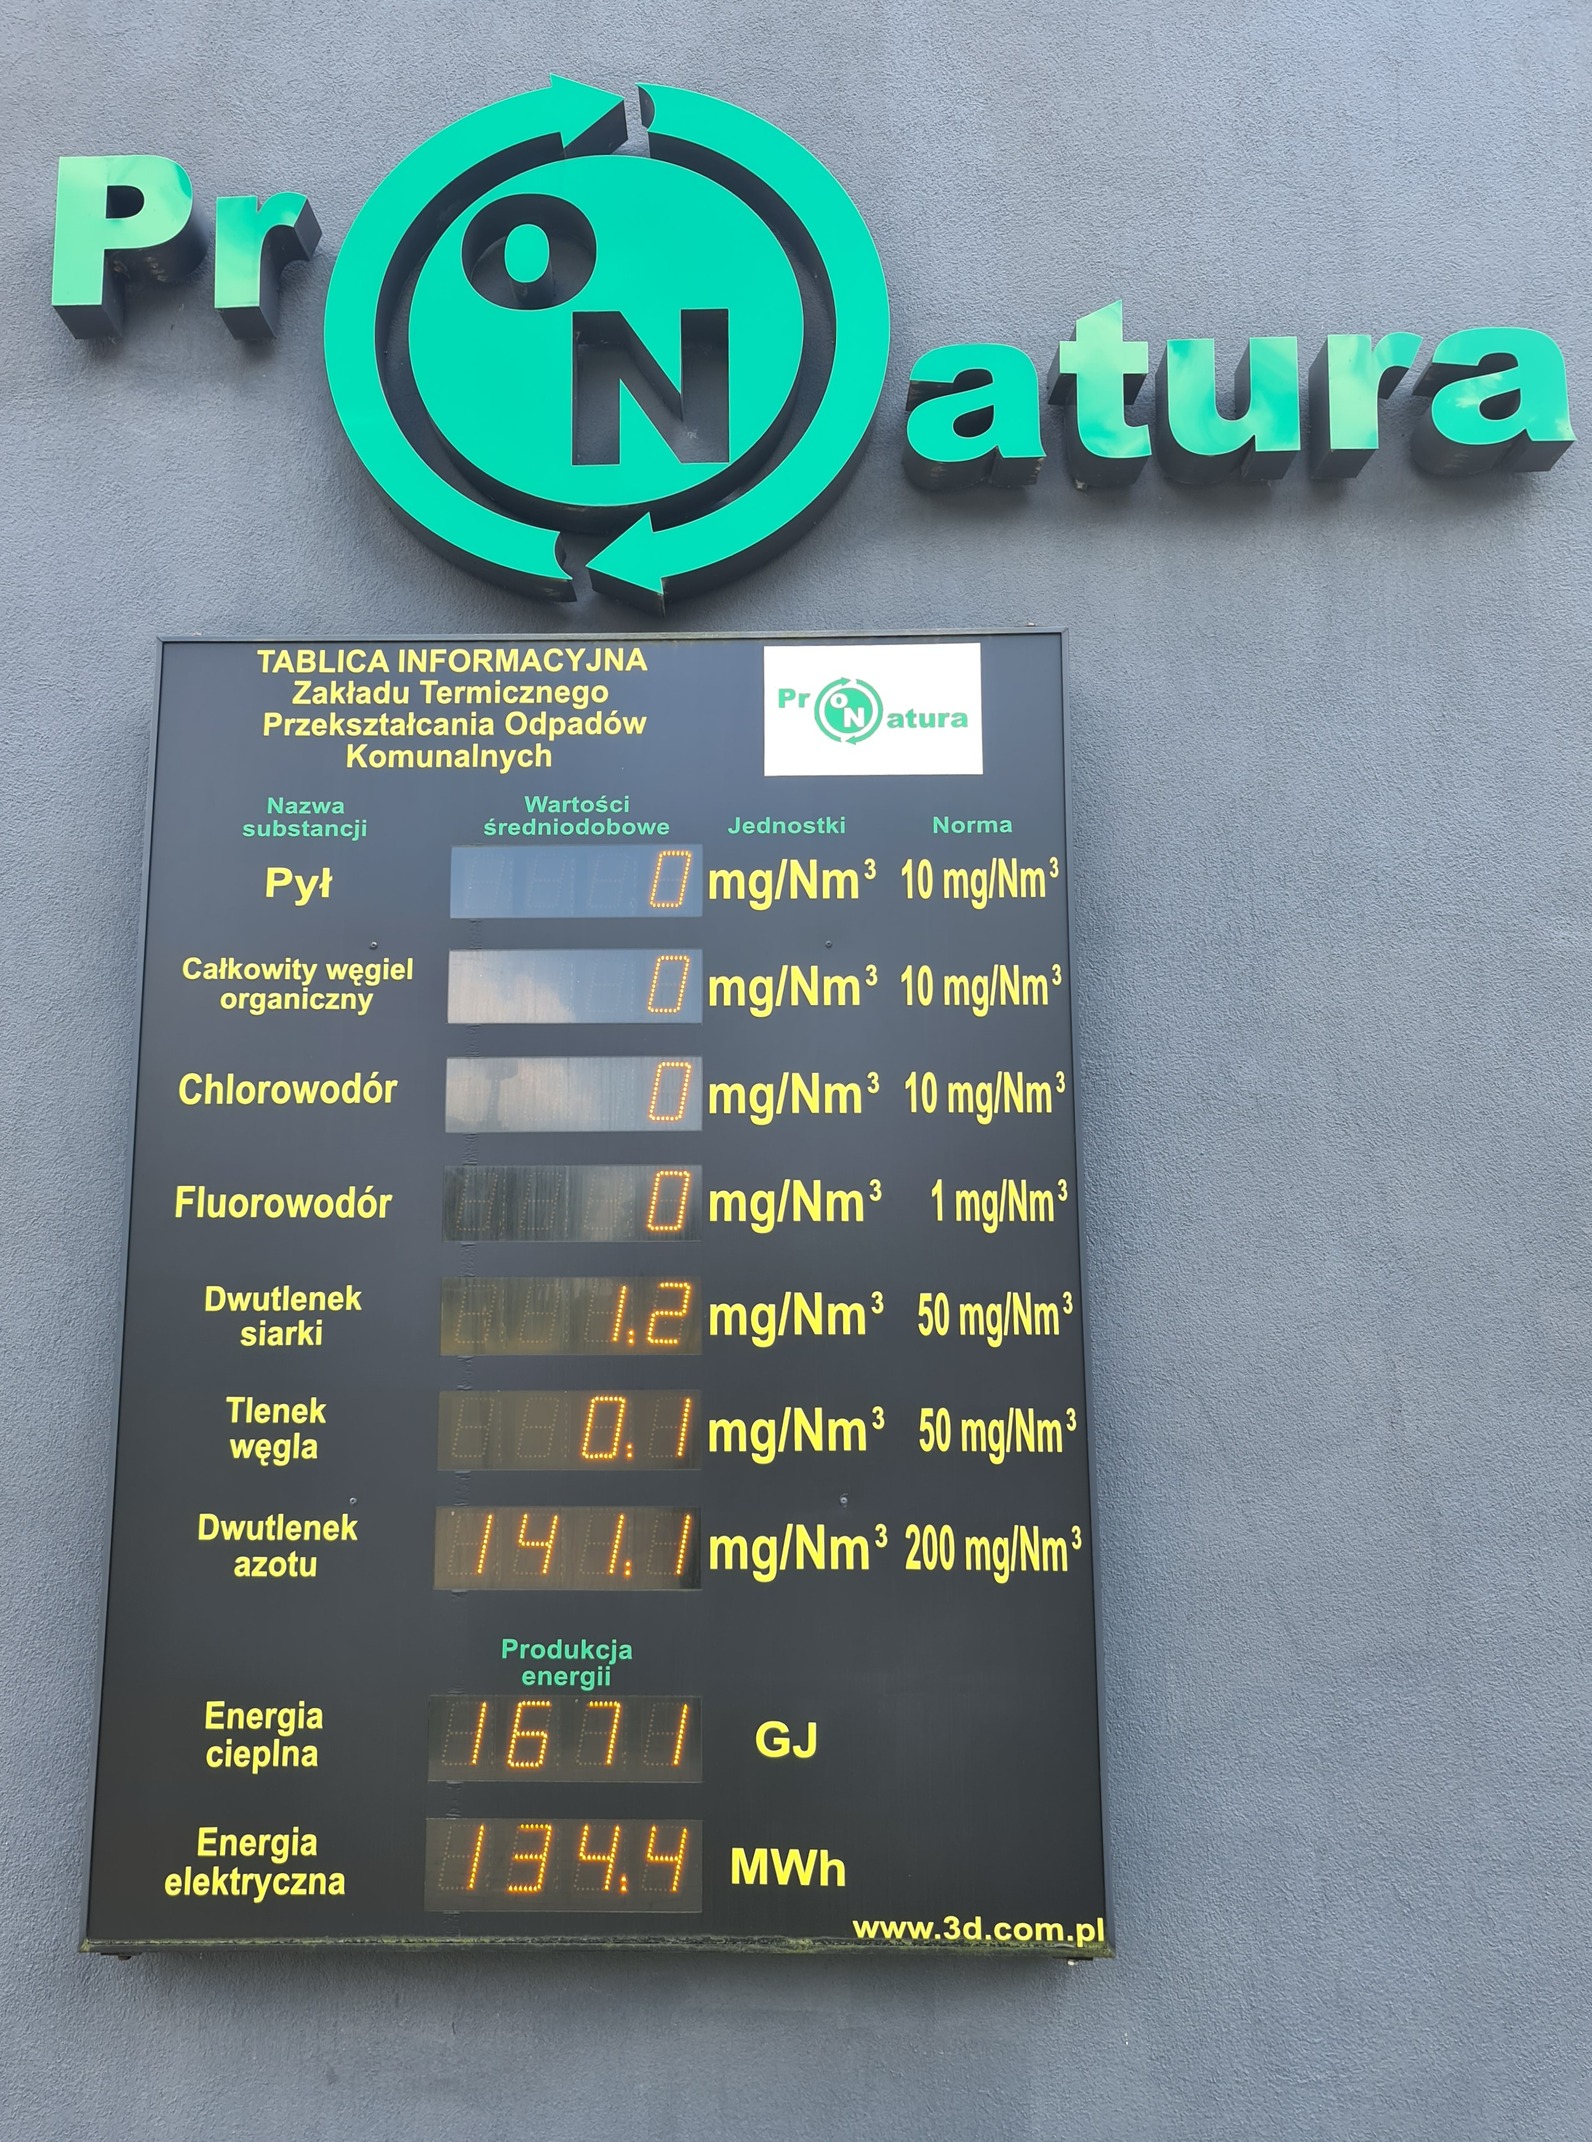 ProNatura
TABLICA INFORMACYJNA
Zakładu Termicznego
Przekształcania Odpadów
Komunalnych
ProNatura
Nazwa substancji
Wartości średniodobowe
Jednostki
Norma
Pył 0 mg/Nm³ 10 mg/Nm³
Całkowity węgiel
organiczny
0 mg/Nm³ 10 mg/Nm³
Chlorowodór 0 mg/Nm³ 10 mg/Nm³
Fluorowodór 0 mg/Nm³ 1 mg/Nm³
Dwutlenek
siarki
1.2 mg/Nm³ 50 mg/Nm³
Tlenek
węgla
0.1 mg/Nm³ 50 mg/Nm³
Dwutlenek
azotu
141.1 mg/Nm³ 200 mg/Nm³
Produkcja
energii
Energia
cieplna
1671 GJ
Energia
elektryczna
134.4 MWh
www.3d.com.pl